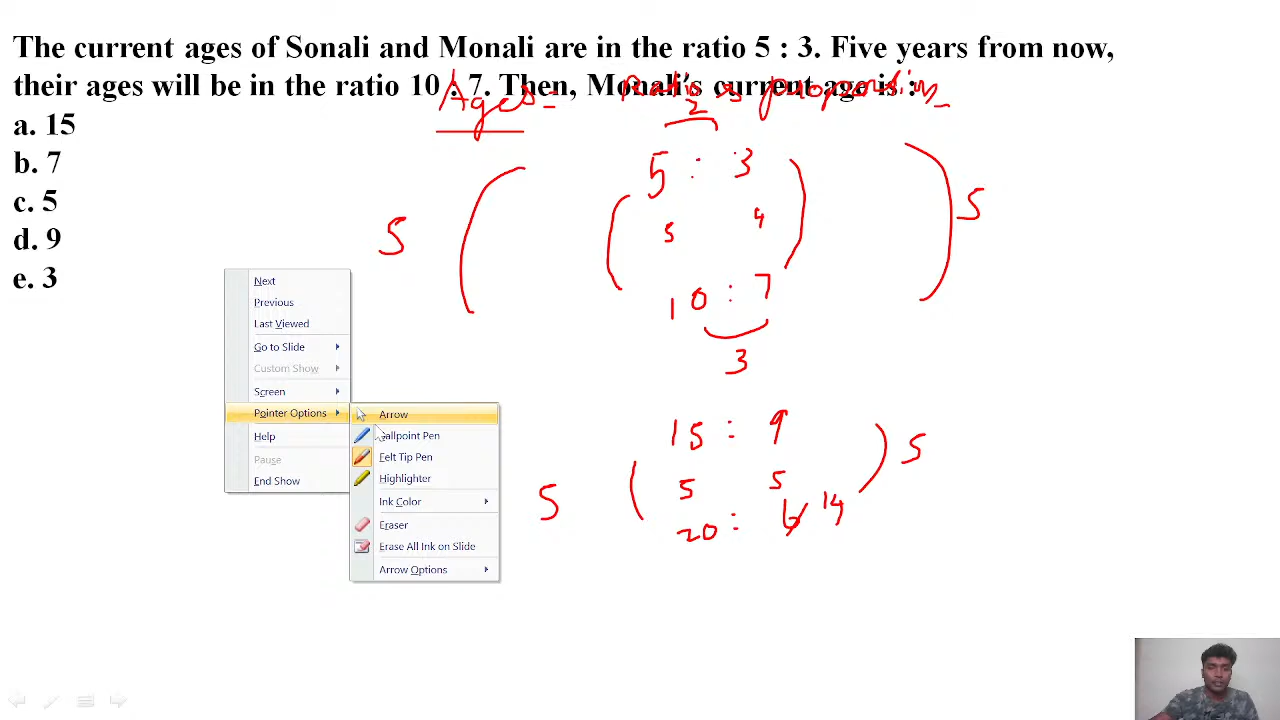 The current ages of Sonali and Monali are in the ratio 5 : 3. Five years from now,
their ages will be in the ratio 10 : 7. Then, Monali's current age is :
Ages = Ratio & proportion
a. 15
b. 7
c. 5
d. 9
e. 3
2
5 : 3
5 5 4 5
10 : 7
3
15 : 9
5 5 5 5
20 : 14
Next
Previous
Last Viewed
Go to Slide
Custom Show
Screen
Pointer Options
Help
Pause
End Show
Arrow
Ballpoint Pen
Felt Tip Pen
Highlighter
Ink Color
Eraser
Erase All Ink on Slide
Arrow Options